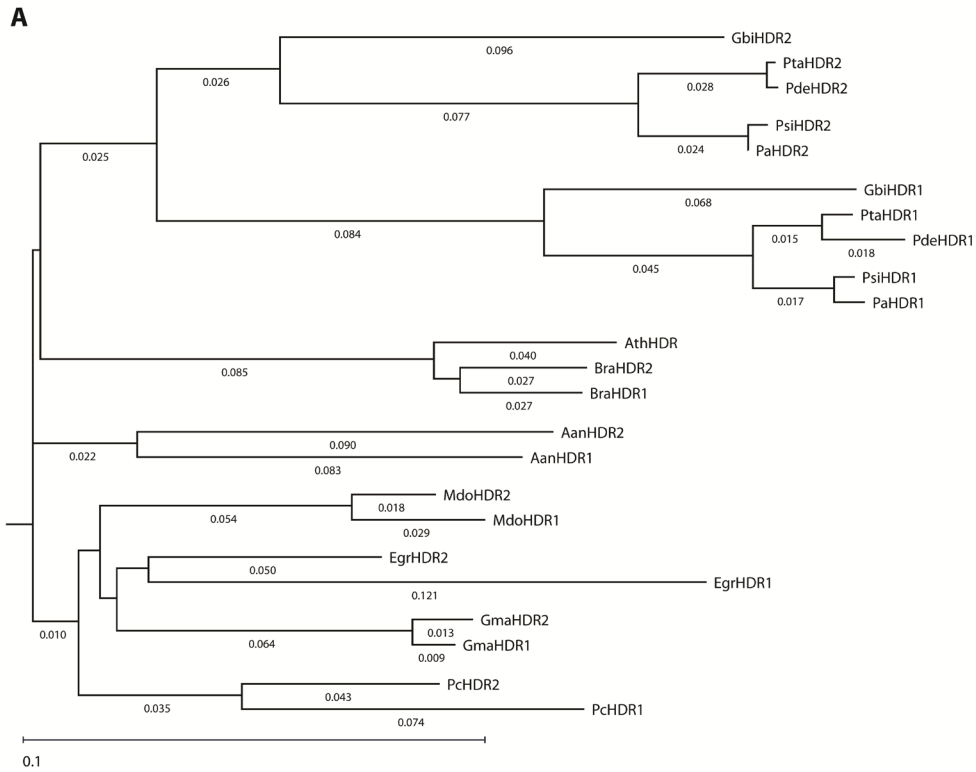 A
GbiHDR2
0.096
PtaHDR2
0.026
0.028
PdeHDR2
0.077
PsiHDR2
0.024
PaHDR2
0.025
GbiHDR1
0.068
PtaHDR1
0.084
0.015
PdeHDR1
0.018
0.045
PsiHDR1
0.017
PaHDR1
AthHDR
0.040
BraHDR2
0.085
0.027
BraHDR1
0.027
AanHDR2
0.022
0.090
AanHDR1
0.083
MdoHDR2
0.054
0.018
MdoHDR1
0.029
EgrHDR2
0.050
EgrHDR1
0.121
GmaHDR2
0.010
0.013
0.064
GmaHDR1
0.009
PcHDR2
0.043
0.035
PcHDR1
0.074
0.1